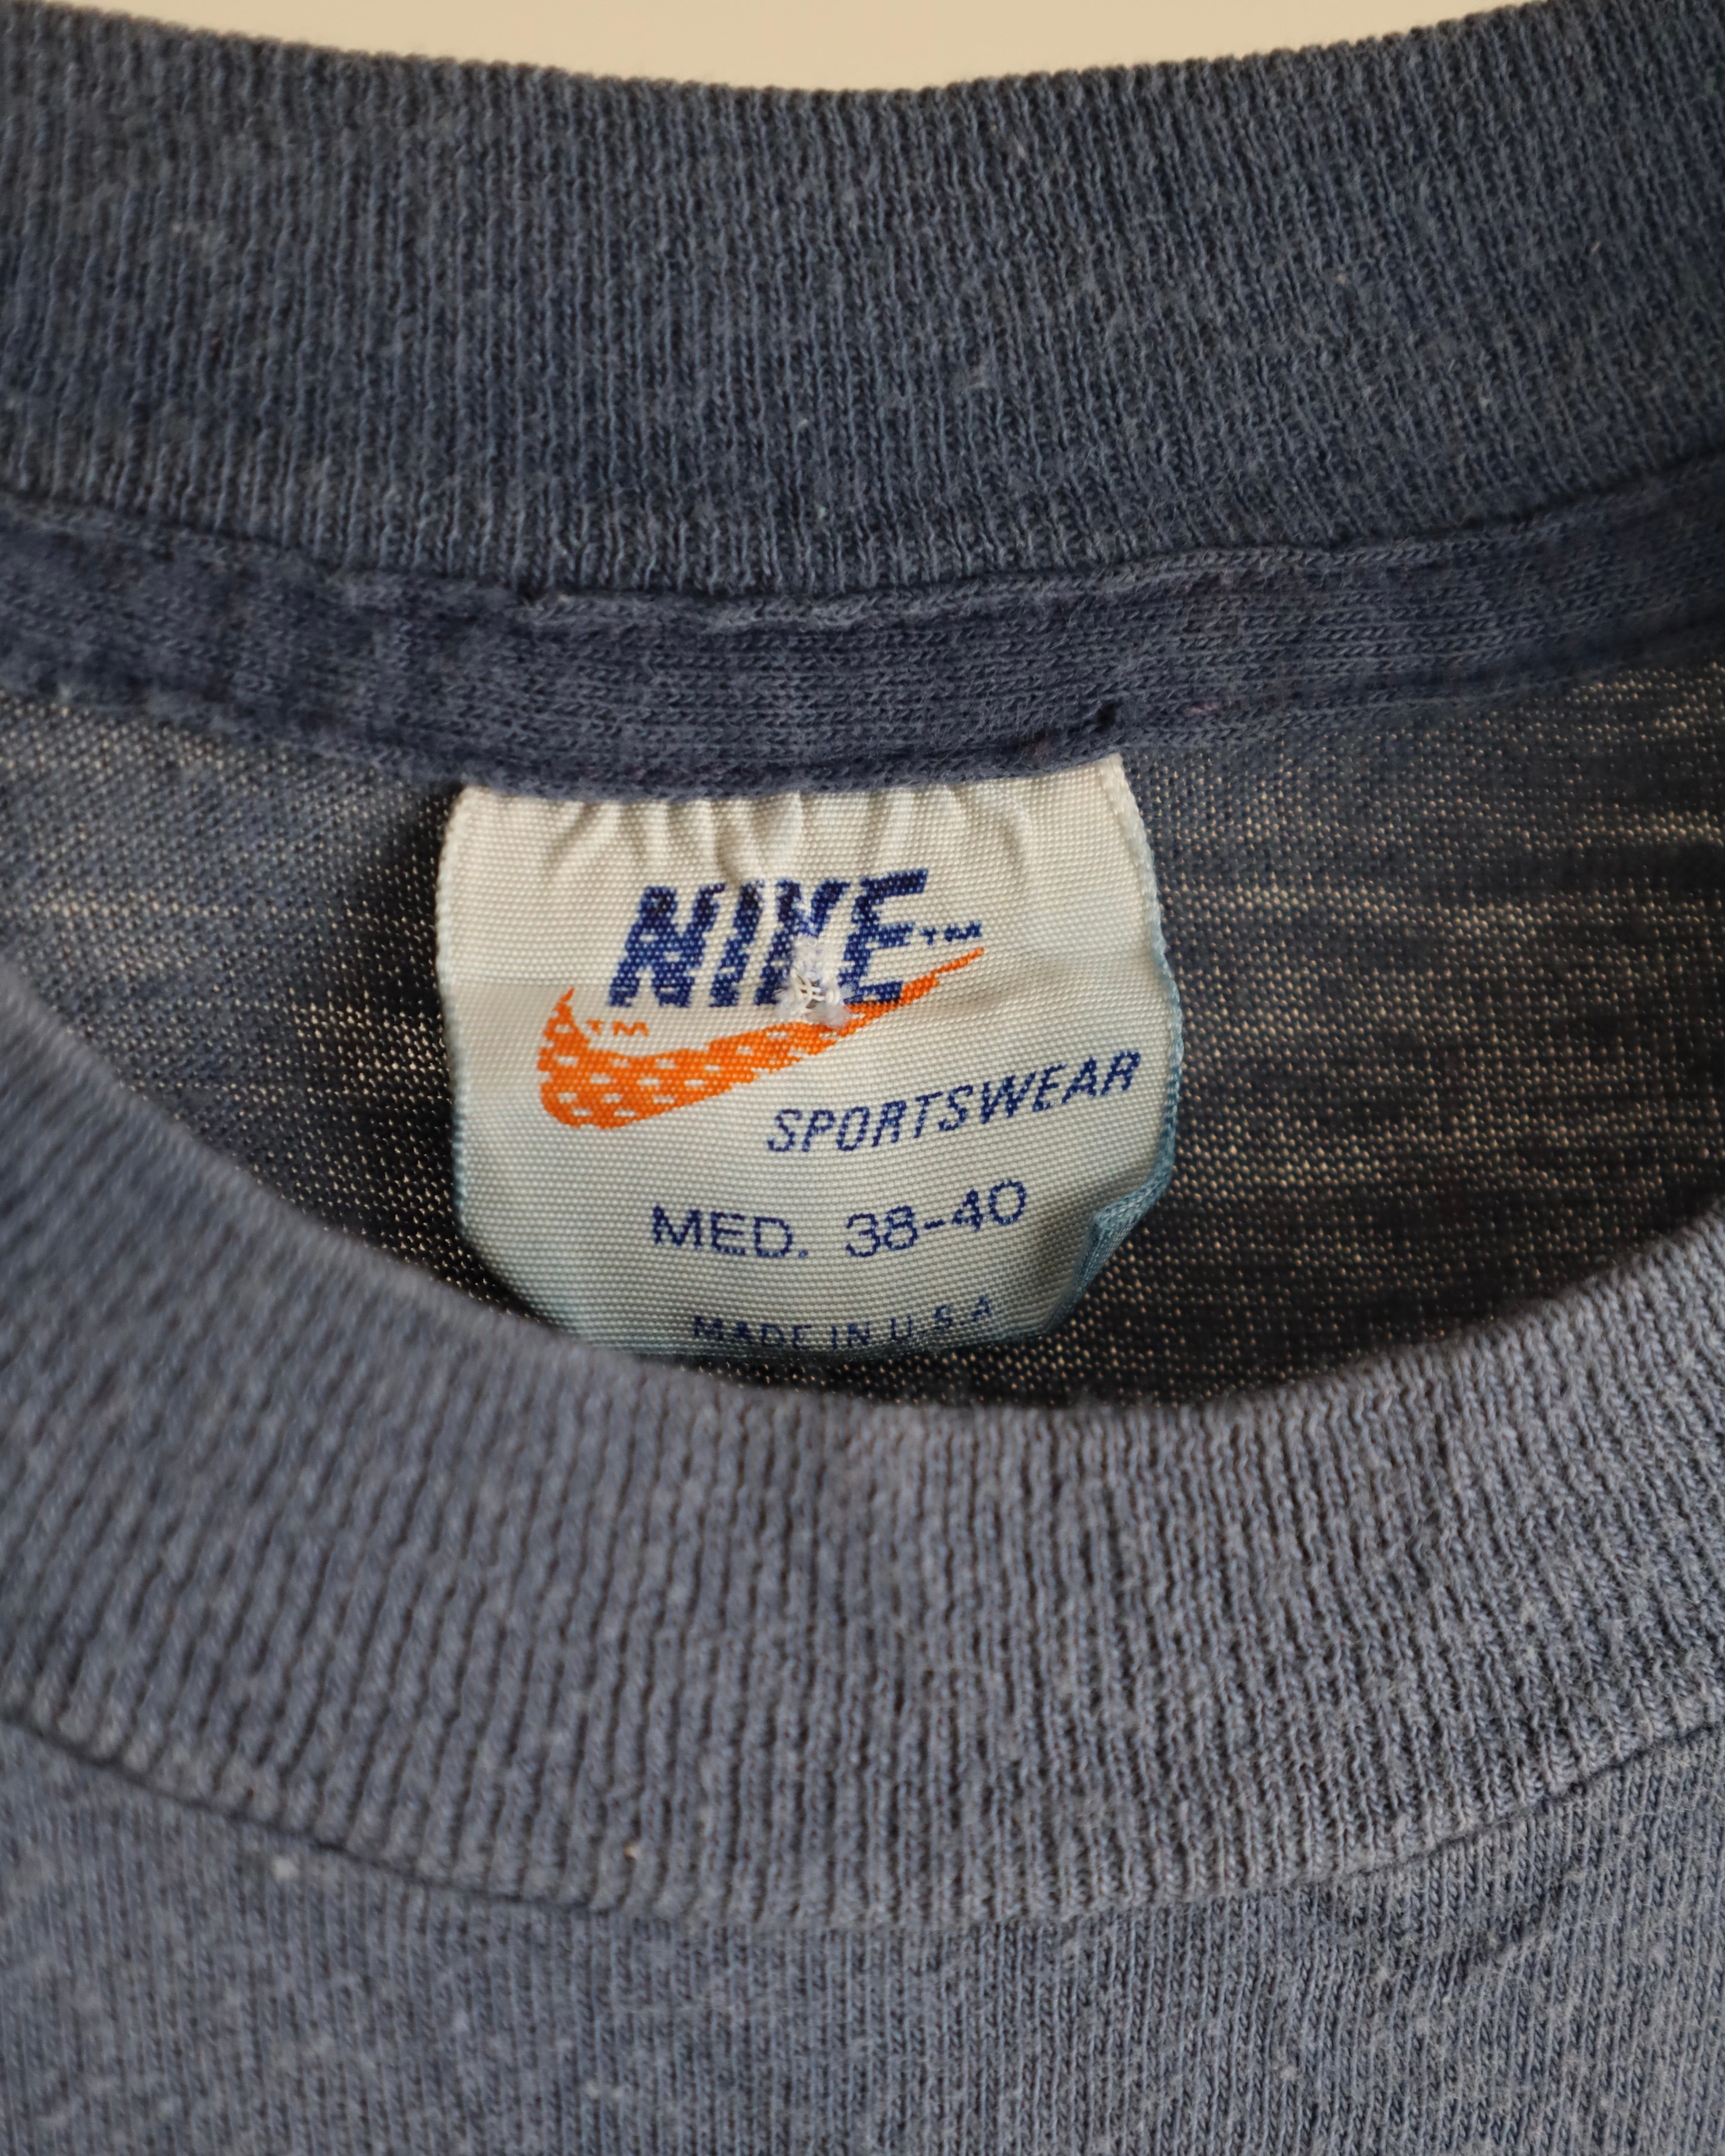 NIKE™
™
SPORTSWEAR
MED. 38-40
MADE IN U.S.A